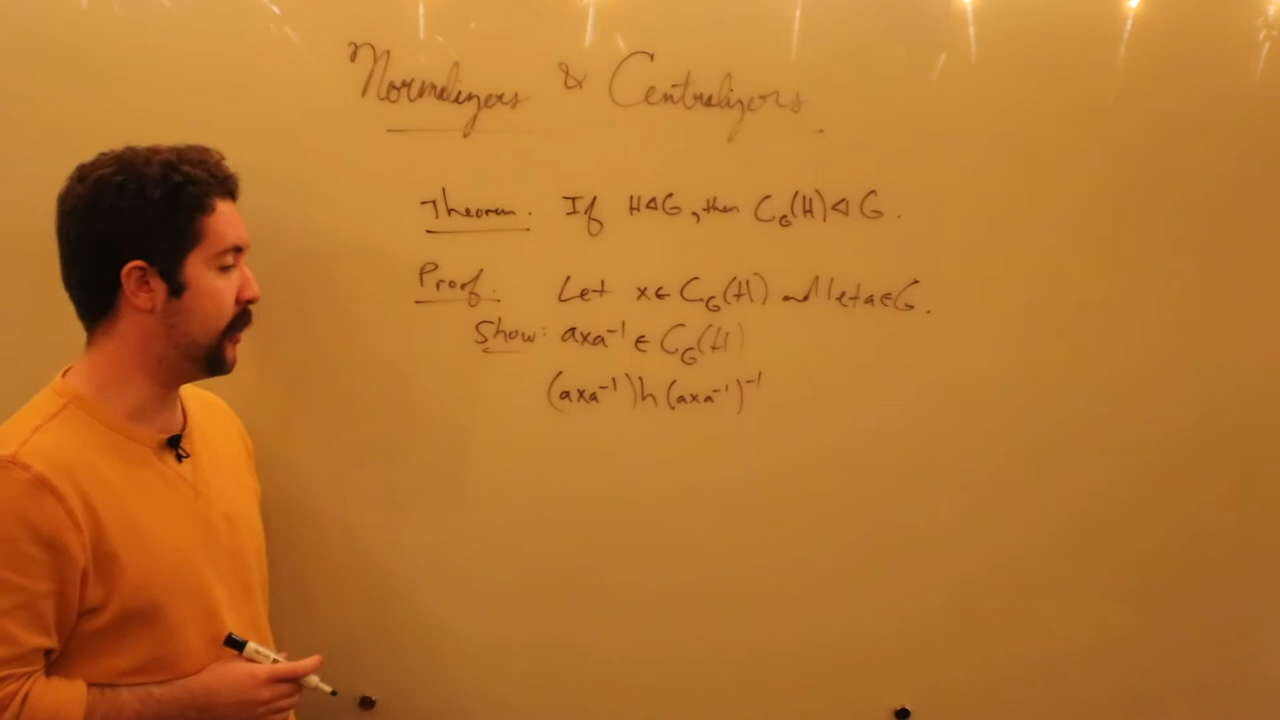 Normalizers & Centralizers
Theorem. If H⊲G, then C_G(H)⊲ G.
Proof. Let x∈ C_G(H) and let a∈G.
Show: axa⁻¹ ∈ C_G(H)
(axa⁻¹)h(axa⁻¹)⁻¹